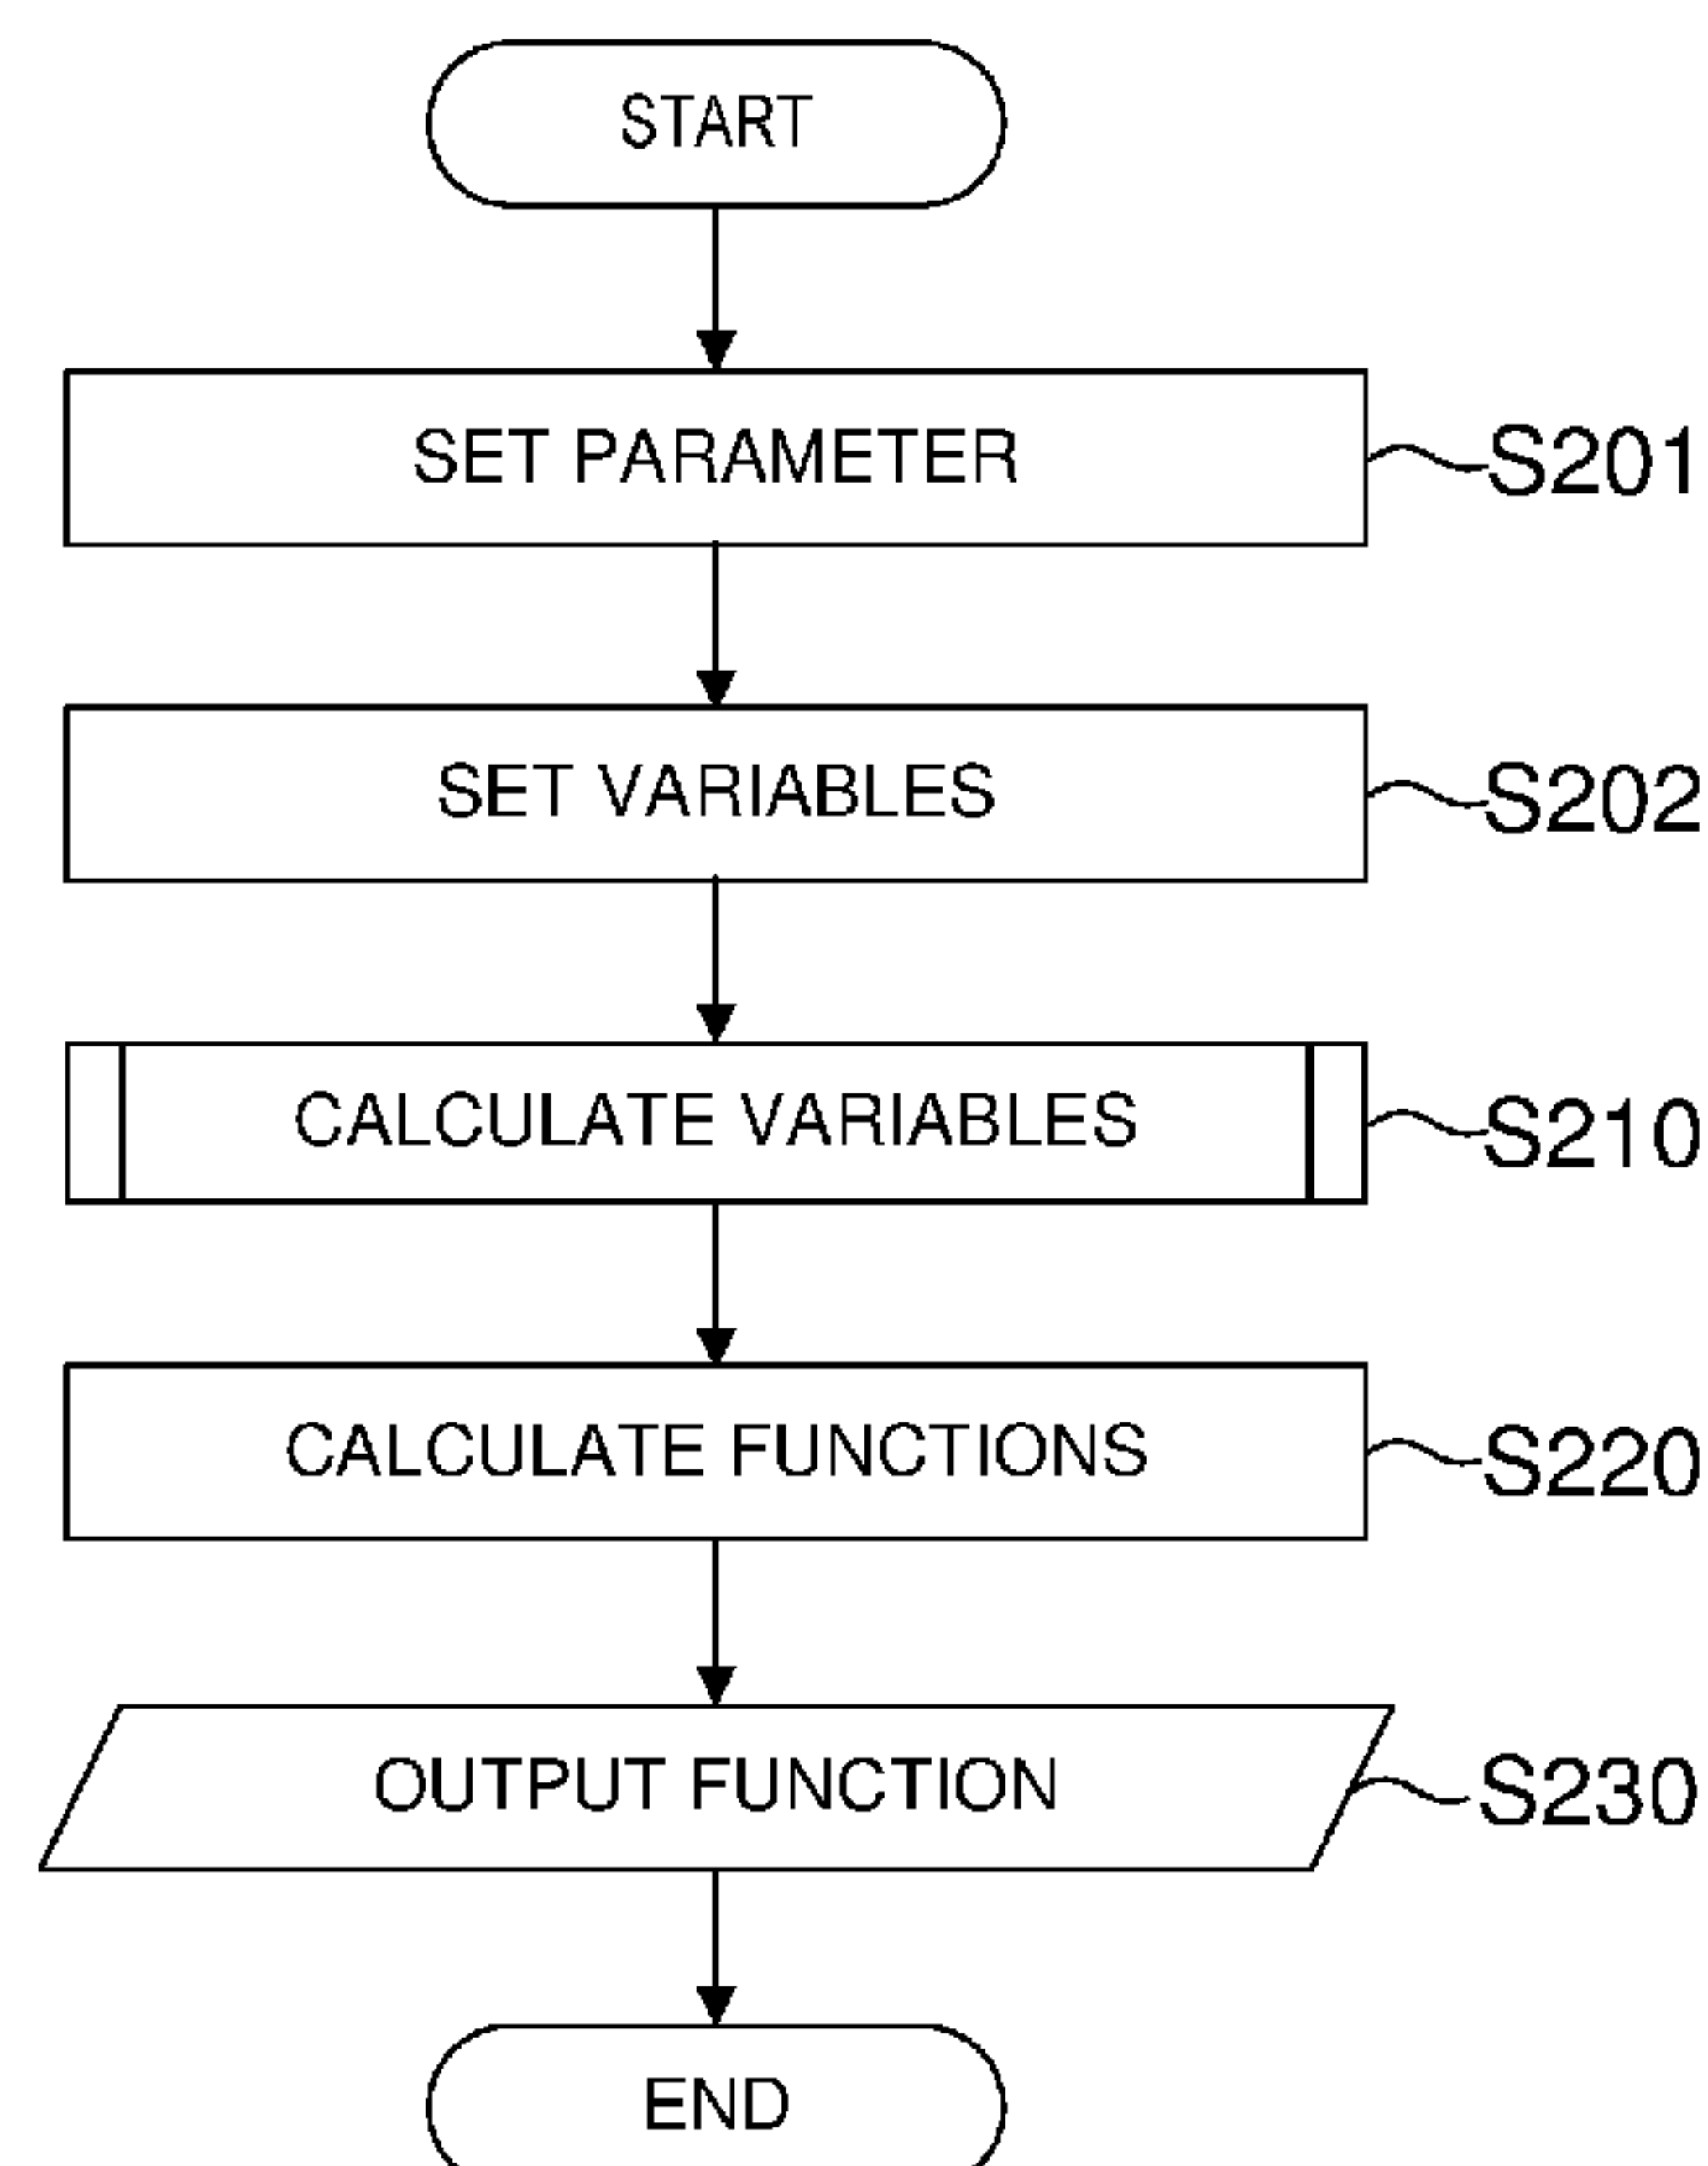 START
SET PARAMETER
S201
SET VARIABLES
S202
CALCULATE VARIABLES
S210
CALCULATE FUNCTIONS
S220
OUTPUT FUNCTION
S230
END